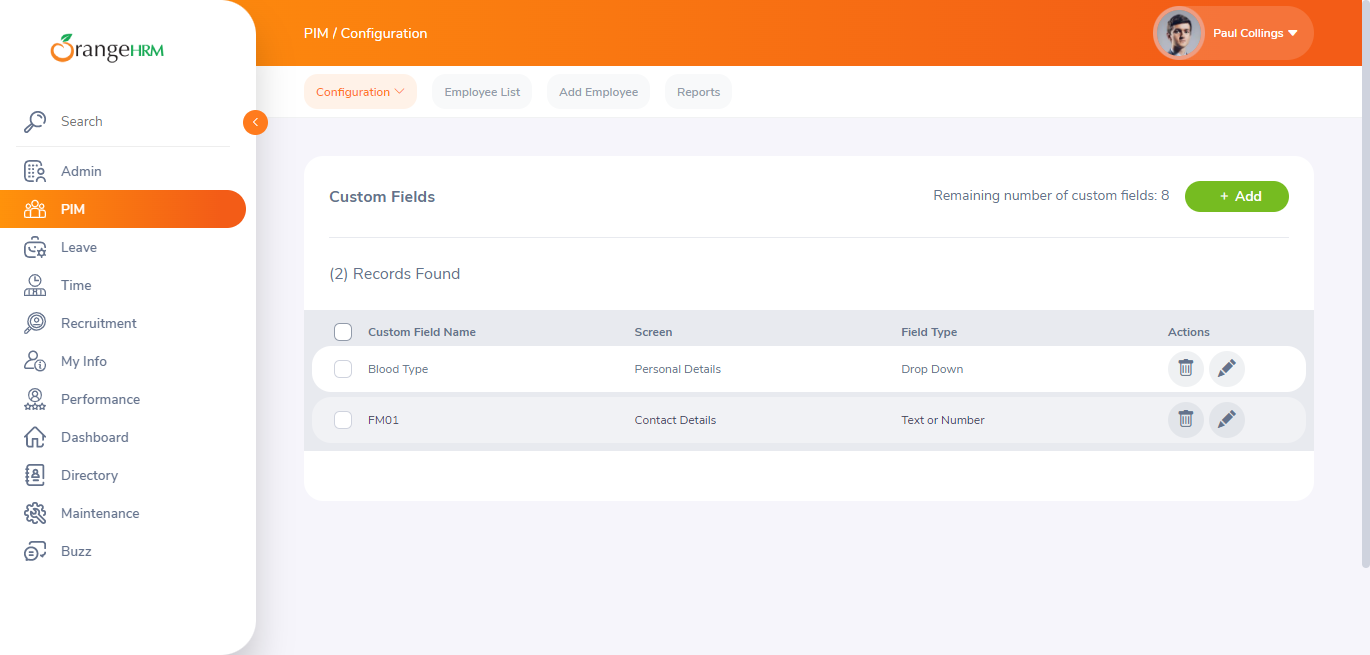 OrangeHRM
PIM / Configuration
Paul Collings
Configuration
Employee List
Add Employee
Reports
Search
Admin
PIM
Leave
Time
Recruitment
My Info
Performance
Dashboard
Directory
Maintenance
Buzz
Custom Fields
Remaining number of custom fields: 8
+ Add
(2) Records Found
Custom Field Name Screen Field Type Actions
Blood Type Personal Details Drop Down
FM01 Contact Details Text or Number